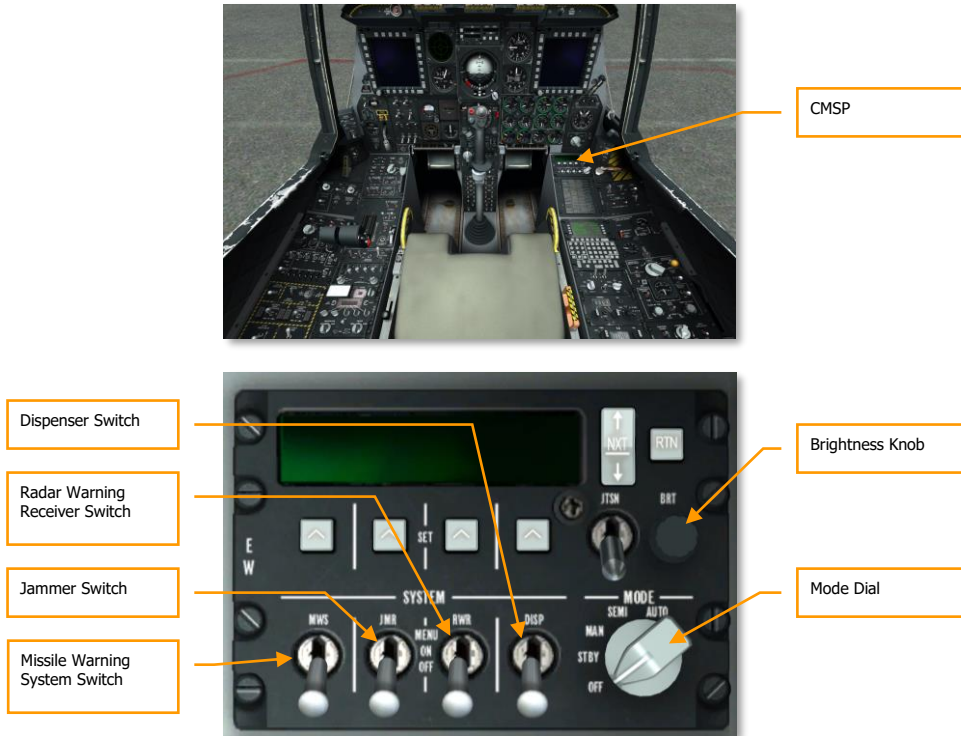 CMSP
Dispenser Switch
Radar Warning
Receiver Switch
Jammer Switch
Missile Warning
System Switch
Brightness Knob
Mode Dial
NXT
RTN
JTSN
BRT
SET
E
W
SYSTEM
MODE
MWS
JMR
RWR
DISP
MENU
ON
OFF
OFF
STBY
MAN
SEMI
AUTO